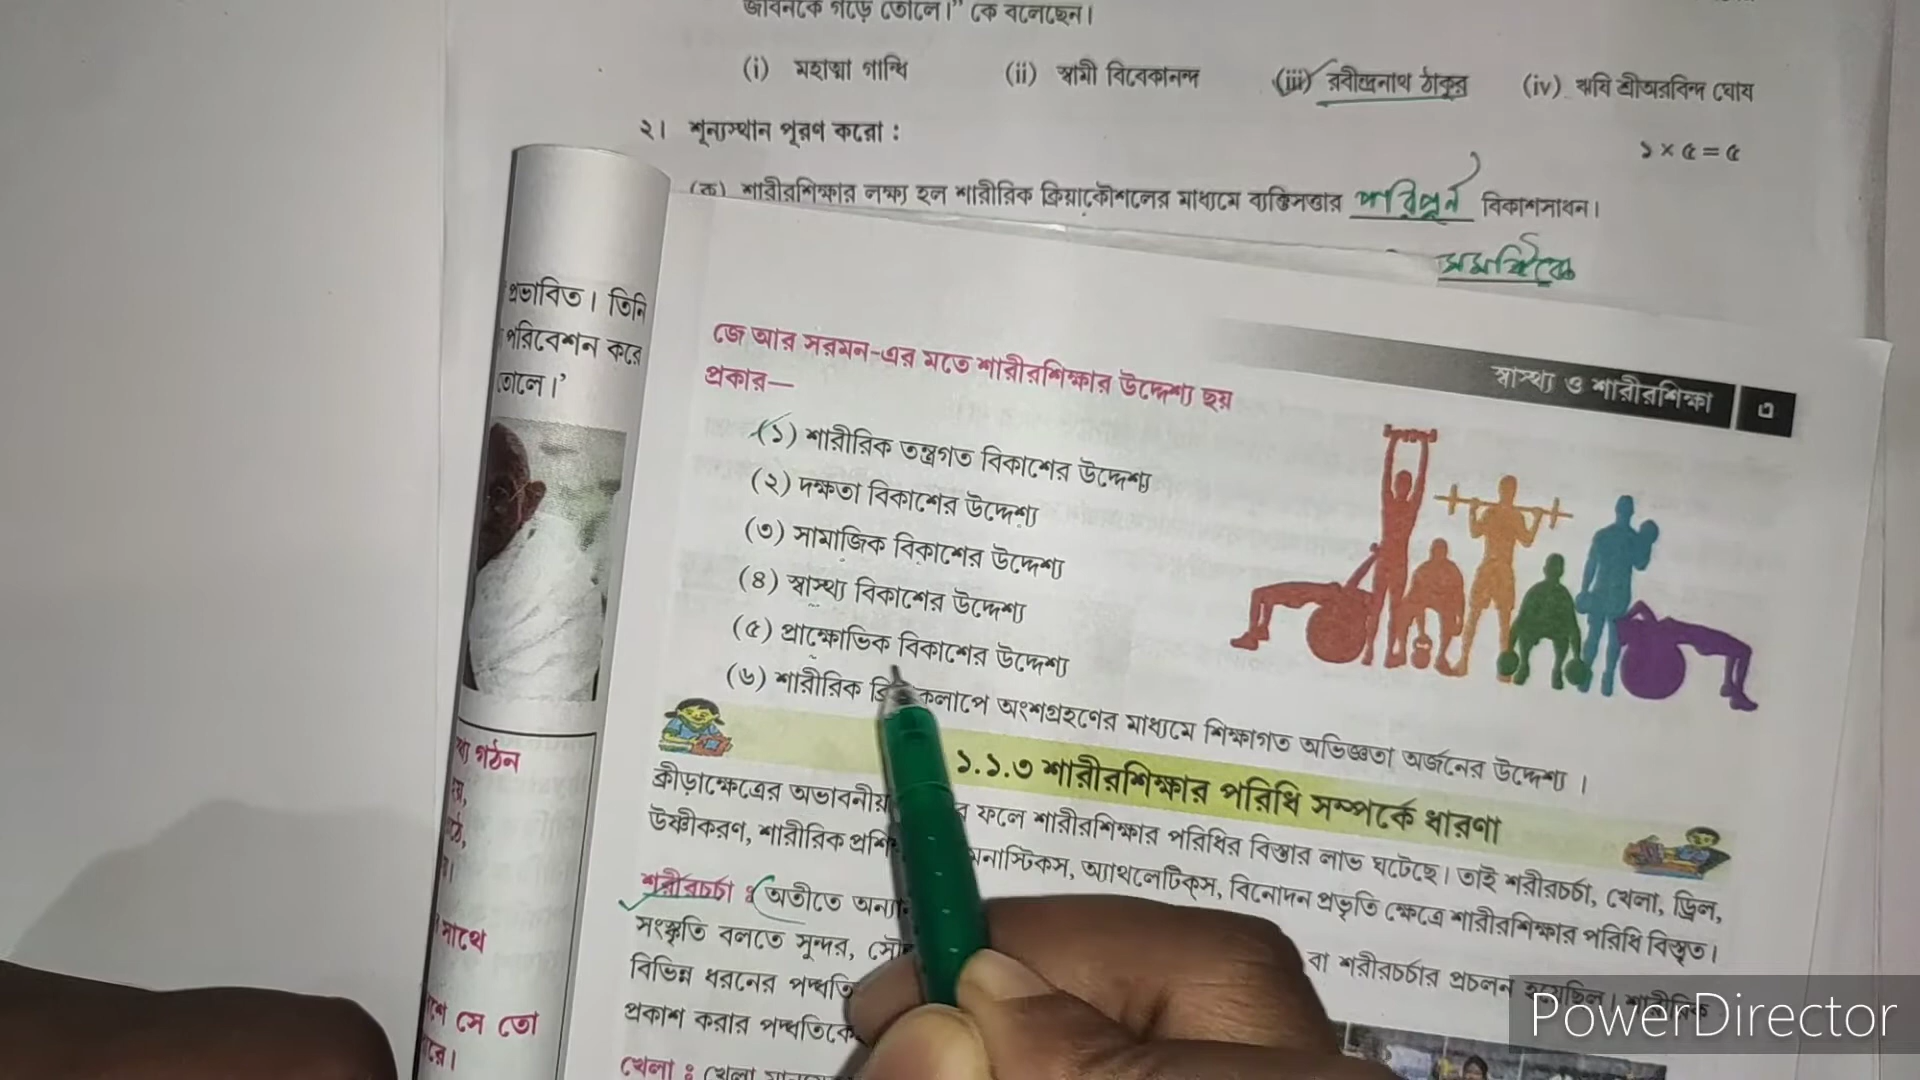 জীবনকে গড়ে তোলে।” কে বলেছেন।
(i) মহাত্মা গান্ধি (ii) স্বামী বিবেকানন্দ (iii) রবীন্দ্রনাথ ঠাকুর (iv) ঋষি শ্রীঅরবিন্দ ঘোষ
২। শূন্যস্থান পূরণ করো : ১ × ৫ = ৫
(ক) শারীরশিক্ষার লক্ষ্য হল শারীরিক ক্রিয়াকৌশলের মাধ্যমে ব্যক্তিসত্তার পরিপূর্ন বিকাশসাধন।
প্রভাবিত। তিনি
পরিবেশন করে
তোলে।’
গঠন
সাথে
সে তো
স্বাস্থ্য ও শারীরশিক্ষা ৩
জে আর সরমন-এর মতে শারীরশিক্ষার উদ্দেশ্য ছয়
প্রকার—
(১) শারীরিক তন্ত্রগত বিকাশের উদ্দেশ্য
(২) দক্ষতা বিকাশের উদ্দেশ্য
(৩) সামাজিক বিকাশের উদ্দেশ্য
(৪) স্বাস্থ্য বিকাশের উদ্দেশ্য
(৫) প্রাক্ষোভিক বিকাশের উদ্দেশ্য
(৬) শারীরিক অংশগ্রহণের মাধ্যমে শিক্ষাগত অভিজ্ঞতা অর্জনের উদ্দেশ্য ।
১.১.৩ শারীরশিক্ষার পরিধি সম্পর্কে ধারণা
ক্রীড়াক্ষেত্রের অভাবনীয় ফলে শারীরশিক্ষার পরিধির বিস্তার লাভ ঘটেছে। তাই শরীরচর্চা, খেলা, ড্রিল,
উষ্ণীকরণ, শারীরিক অ্যাথলেটিক্স, বিনোদন প্রভৃতি ক্ষেত্রে শারীরশিক্ষার পরিধি বিস্তৃত।
শরীরচর্চা : অতীতে বা শরীরচর্চার প্রচলন হয়েছিল। শারীরিক
সংস্কৃতি বলতে সুন্দর,
বিভিন্ন ধরনের পদ্ধতি
প্রকাশ করার পদ্ধতিকে
খেলা : খেলা
PowerDirector